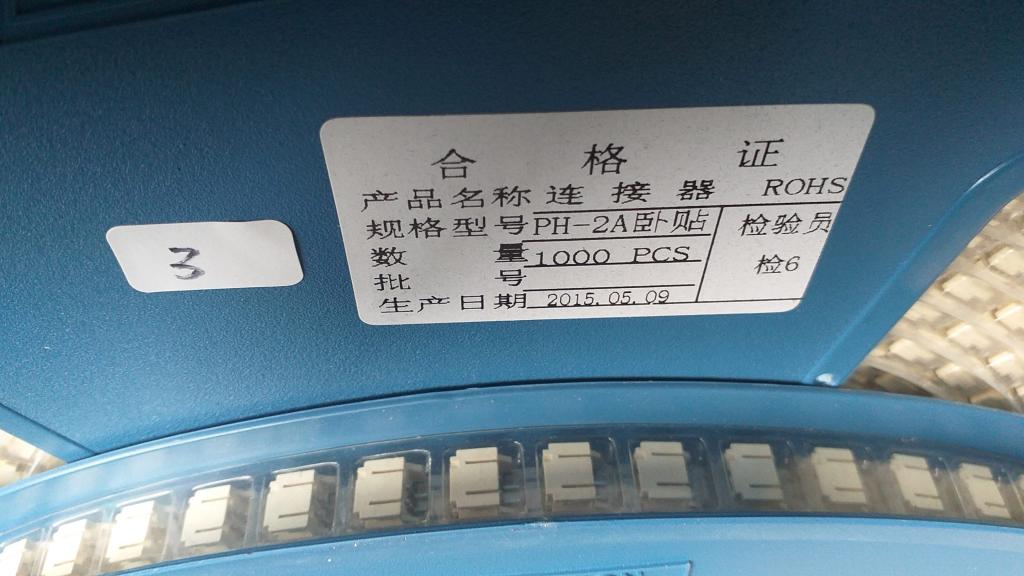 合格证
产品名称 连接器 ROHS
规格型号 PH-2A卧贴 检验员
数量 1000 PCS 检6
批号
生产日期 2015.05.09
3